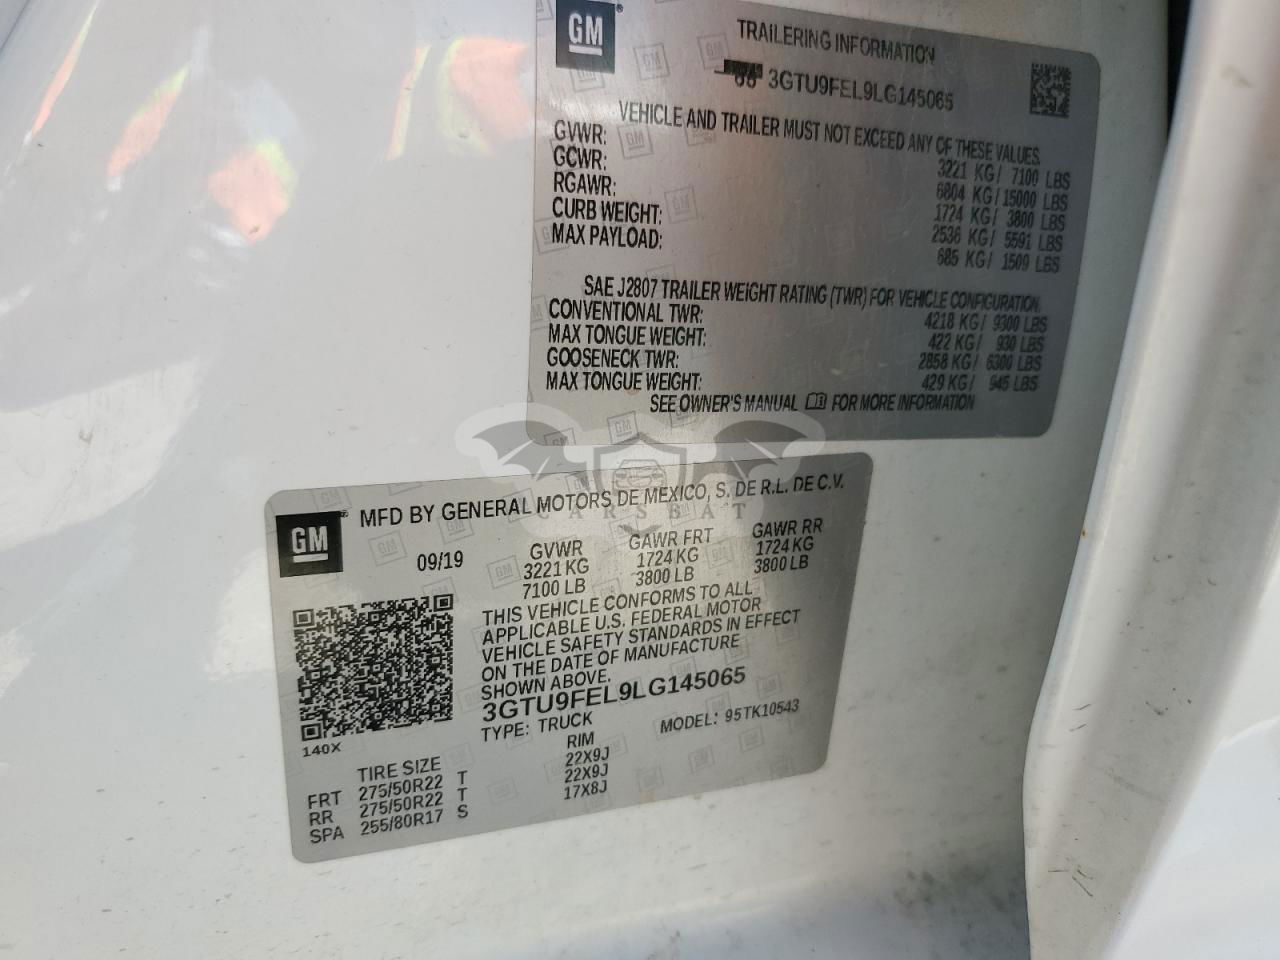 GM
TRAILERING INFORMATION
3GTU9FEL9LG145065
VEHICLE AND TRAILER MUST NOT EXCEED ANY OF THESE VALUES.
GVWR: 3221 KG/ 7100 LBS
GCWR: 6804 KG/15000 LBS
RGAWR: 1724 KG/ 3800 LBS
CURB WEIGHT: 2536 KG/ 5591 LBS
MAX PAYLOAD: 685 KG/ 1509 LBS
SAE J2807 TRAILER WEIGHT RATING (TWR) FOR VEHICLE CONFIGURATION.
CONVENTIONAL TWR: 4218 KG/ 9300 LBS
MAX TONGUE WEIGHT: 422 KG/ 930 LBS
GOOSENECK TWR: 2858 KG/ 6300 LBS
MAX TONGUE WEIGHT: 429 KG/ 945 LBS
SEE OWNER'S MANUAL FOR MORE INFORMATION
CARSBAT
GM
MFD BY GENERAL MOTORS DE MEXICO, S. DE R.L. DE C.V.
09/19 GVWR GAWR FRT GAWR RR
3221 KG 1724 KG 1724 KG
7100 LB 3800 LB 3800 LB
THIS VEHICLE CONFORMS TO ALL
APPLICABLE U.S. FEDERAL MOTOR
VEHICLE SAFETY STANDARDS IN EFFECT
ON THE DATE OF MANUFACTURE
SHOWN ABOVE.
3GTU9FEL9LG145065
140X
TYPE: TRUCK MODEL: 95TK10543
TIRE SIZE RIM
FRT 275/50R22 T 22X9J
RR 275/50R22 T 22X9J
SPA 255/80R17 S 17X8J